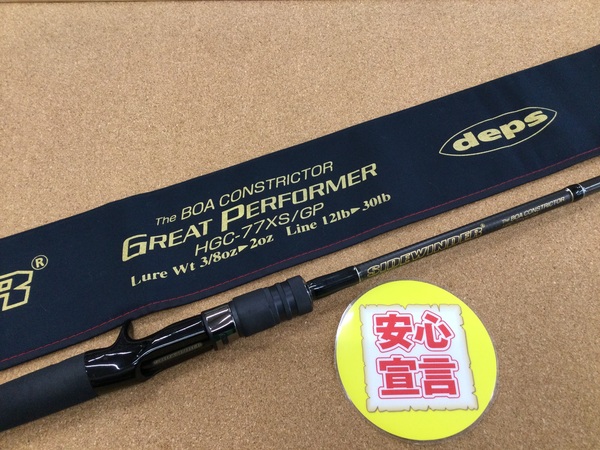 The BOA CONSTRICTOR
GREAT PERFORMER
HGC-77XS/GP
Lure Wt 3/8oz►2oz Line 12lb►30lb
deps
R®
SIDEWINDER
The BOA CONSTRICTOR
安心
宣言